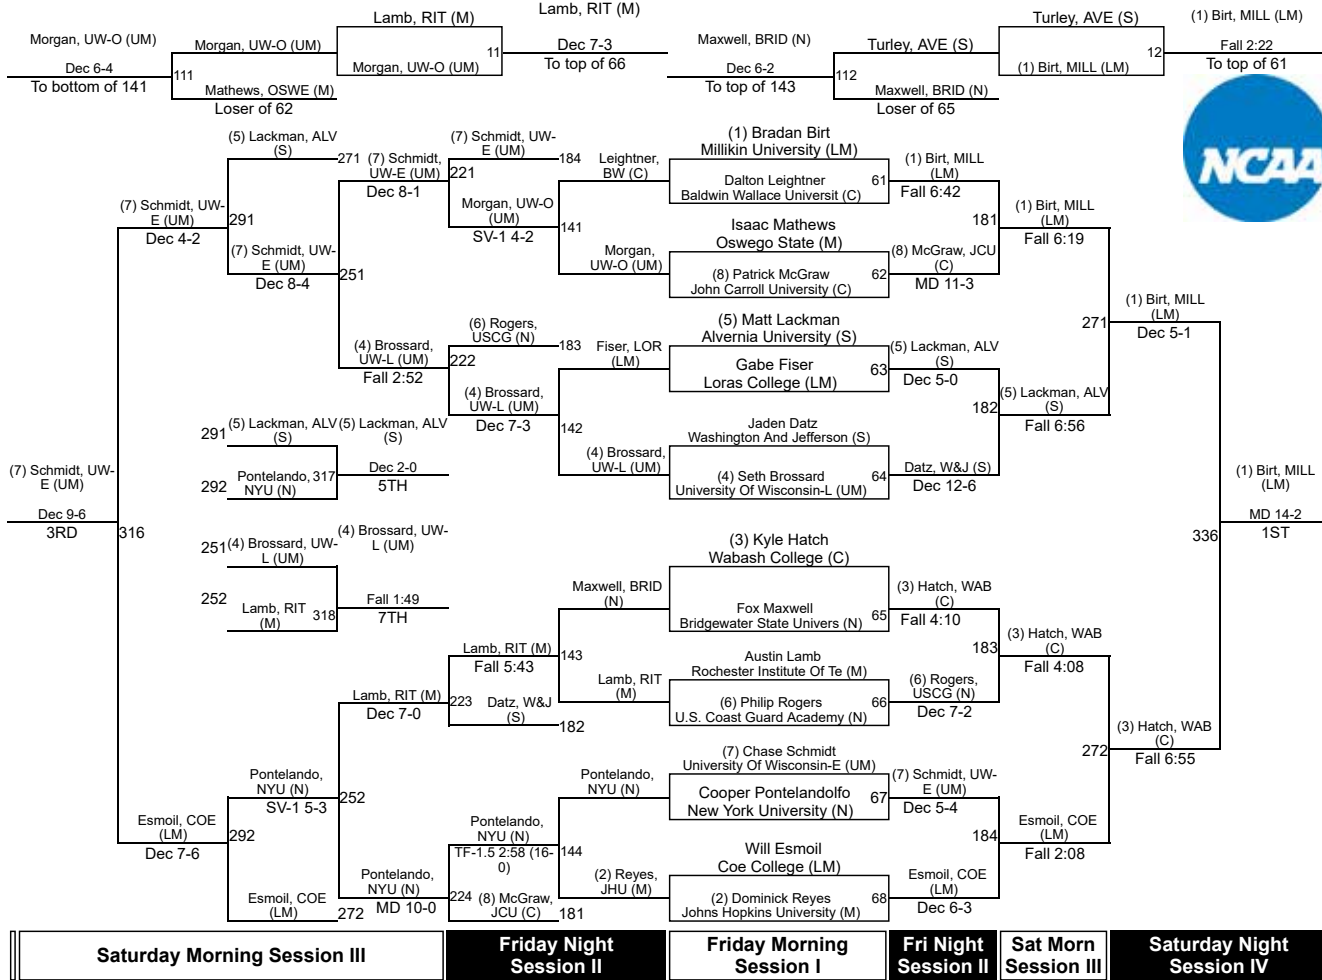 Lamb, RIT (M)
Lamb, RIT (M)
Turley, AVE (S)
(1) Birt, MILL (LM)
Morgan, UW-O (UM)
Morgan, UW-O (UM)
11
Dec 7-3
Maxwell, BRID (N)
Turley, AVE (S)
12
Fall 2:22
Dec 6-4
111
Morgan, UW-O (UM)
To top of 66
Dec 6-2
112
(1) Birt, MILL (LM)
To top of 61
To bottom of 141
Mathews, OSWE (M)
To top of 143
Maxwell, BRID (N)
Loser of 62
Loser of 65
NCAA
(5) Lackman, ALV
(S)
271
(7) Schmidt,
UW-E (UM)
221
Dec 8-1
(7) Schmidt, UW-
E (UM)
184
Leightner,
BW (C)
(1) Bradan Birt
Millikin University (LM)
Dalton Leightner
Baldwin Wallace Universit (C)
61
(1) Birt, MILL
(LM)
Fall 6:42
(7) Schmidt, UW-
E (UM)
291
Dec 4-2
Morgan, UW-O
(UM)
141
SV-1 4-2
181
(1) Birt, MILL
(LM)
Fall 6:19
(7) Schmidt, UW-
E (UM)
251
Dec 8-4
Morgan,
UW-O (UM)
Isaac Mathews
Oswego State (M)
(8) Patrick McGraw
John Carroll University (C)
62
(8) McGraw, JCU
(C)
MD 11-3
(1) Birt, MILL
(LM)
271
Dec 5-1
(4) Brossard,
UW-L (UM)
222
Fall 2:52
(6) Rogers,
USCG (N)
183
Fiser, LOR
(LM)
(5) Matt Lackman
Alvernia University (S)
Gabe Fiser
Loras College (LM)
63
(5) Lackman, ALV
(S)
Dec 5-0
(4) Brossard,
UW-L (UM)
142
Dec 7-3
182
(5) Lackman, ALV
(S)
Fall 6:56
(4) Brossard,
UW-L (UM)
Jaden Datz
Washington And Jefferson (S)
(4) Seth Brossard
University Of Wisconsin-L (UM)
64
Datz, W&J (S)
Dec 12-6
291
(5) Lackman, ALV
(S)
(5) Lackman, ALV
(S)
292
Pontelando,
NYU (N)
317
Dec 2-0
5TH
(7) Schmidt, UW-
E (UM)
316
Dec 9-6
3RD
(1) Birt, MILL
(LM)
336
MD 14-2
1ST
251
(4) Brossard, UW-
L (UM)
(4) Brossard, UW-
L (UM)
252
Lamb, RIT
(M)
318
Fall 1:49
7TH
Maxwell, BRID
(N)
(3) Kyle Hatch
Wabash College (C)
Fox Maxwell
Bridgewater State Univers (N)
65
(3) Hatch, WAB
(C)
Fall 4:10
Lamb, RIT (M)
143
Fall 5:43
183
(3) Hatch, WAB
(C)
Fall 4:08
Lamb, RIT (M)
223
Dec 7-0
Datz, W&J
(S)
182
Lamb, RIT
(M)
Austin Lamb
Rochester Institute Of Te (M)
(6) Philip Rogers
U.S. Coast Guard Academy (N)
66
(6) Rogers,
USCG (N)
Dec 7-2
272
(3) Hatch, WAB
(C)
Fall 6:55
Pontelando,
NYU (N)
252
SV-1 5-3
Pontelando,
NYU (N)
(7) Chase Schmidt
University Of Wisconsin-E (UM)
Cooper Pontelandolfo
New York University (N)
67
(7) Schmidt, UW-
E (UM)
Dec 5-4
Esmoil, COE
(LM)
292
Dec 7-6
Pontelando,
NYU (N)
144
TF-1.5 2:58 (16-
0)
184
Esmoil, COE
(LM)
Fall 2:08
Esmoil, COE
(LM)
272
Pontelando,
NYU (N)
224
MD 10-0
(8) McGraw,
JCU (C)
181
(2) Reyes,
JHU (M)
Will Esmoil
Coe College (LM)
(2) Dominick Reyes
Johns Hopkins University (M)
68
Esmoil, COE
(LM)
Dec 6-3
Saturday Morning Session III
Friday Night
Session II
Friday Morning
Session I
Fri Night
Session II
Sat Morn
Session III
Saturday Night
Session IV